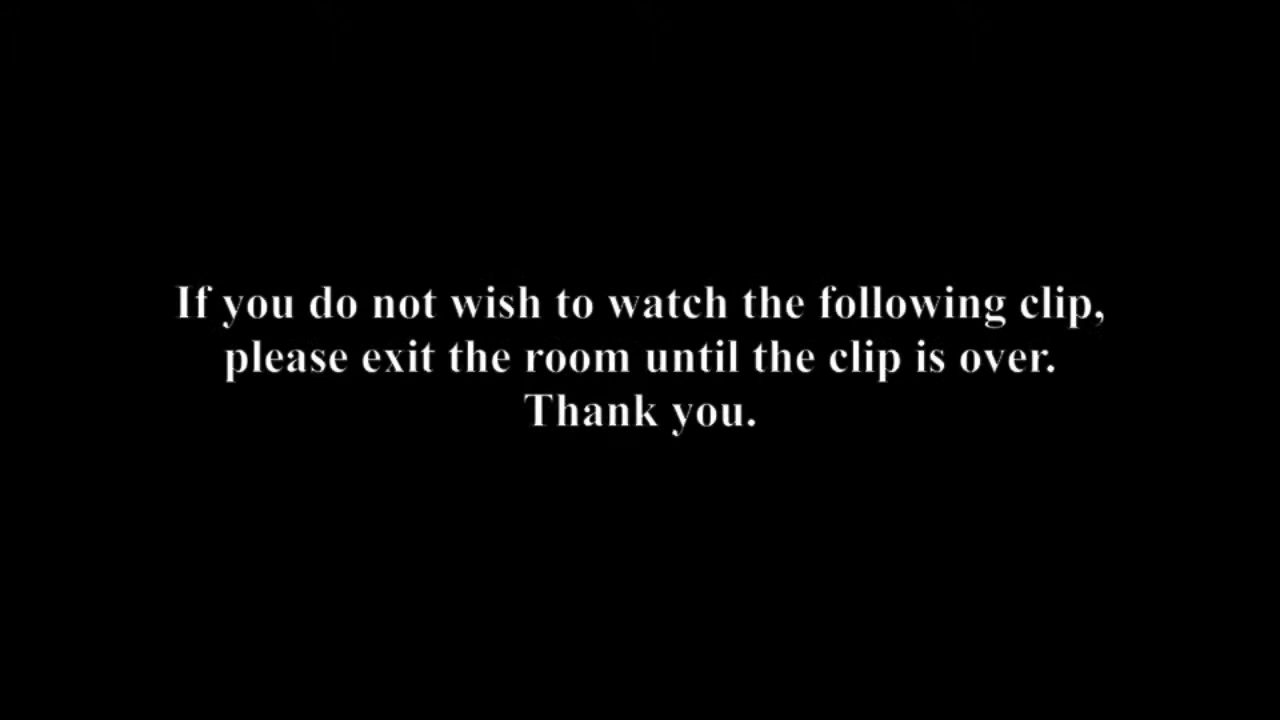 If you do not wish to watch the following clip,
please exit the room until the clip is over.
Thank you.